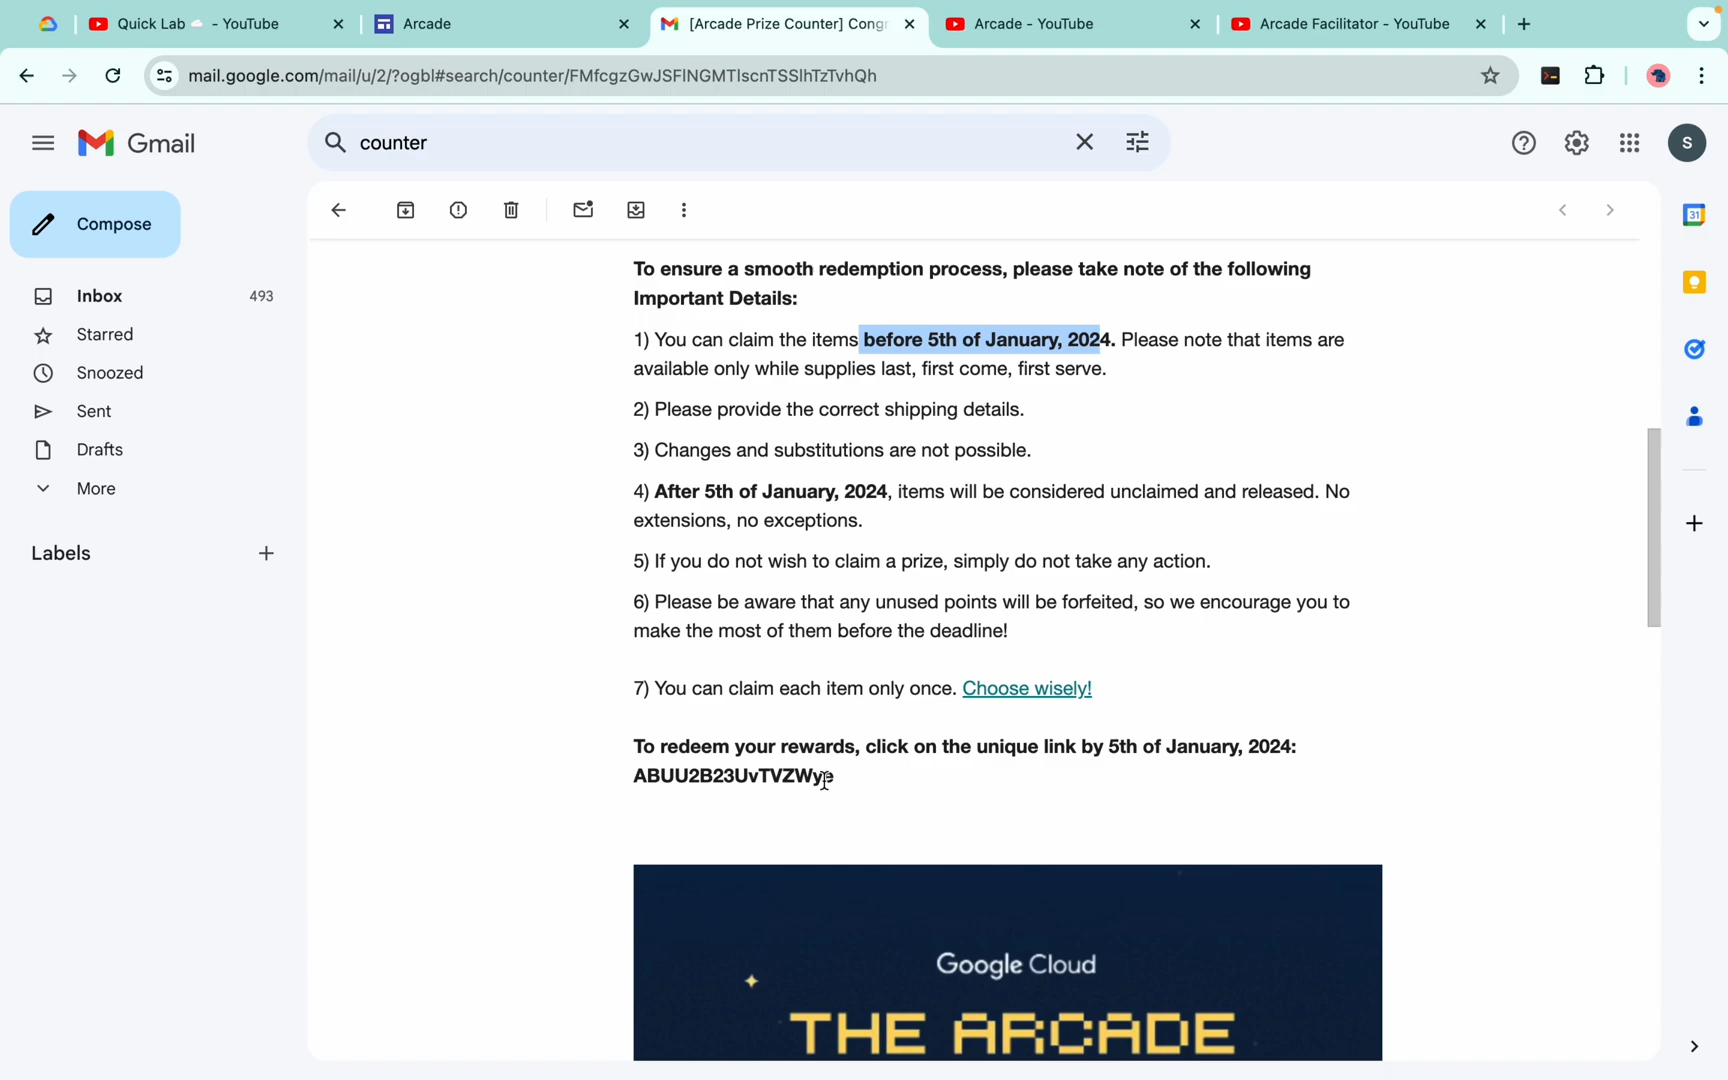 Quick Lab ☁️ - YouTube
Arcade
[Arcade Prize Counter] Congr
Arcade - YouTube
Arcade Facilitator - YouTube
mail.google.com/mail/u/2/?ogbl#search/counter/FMfcgzGwJSFlNGMTlscnTSSlhTzTvhQh
Gmail
counter
S
Compose
Inbox 493
Starred
Snoozed
Sent
Drafts
More
Labels
31
To ensure a smooth redemption process, please take note of the following
Important Details:
1) You can claim the items before 5th of January, 2024. Please note that items are
available only while supplies last, first come, first serve.
2) Please provide the correct shipping details.
3) Changes and substitutions are not possible.
4) After 5th of January, 2024, items will be considered unclaimed and released. No
extensions, no exceptions.
5) If you do not wish to claim a prize, simply do not take any action.
6) Please be aware that any unused points will be forfeited, so we encourage you to
make the most of them before the deadline!
7) You can claim each item only once. Choose wisely!
To redeem your rewards, click on the unique link by 5th of January, 2024:
ABUU2B23UvTVZWye
Google Cloud
THE ARCADE